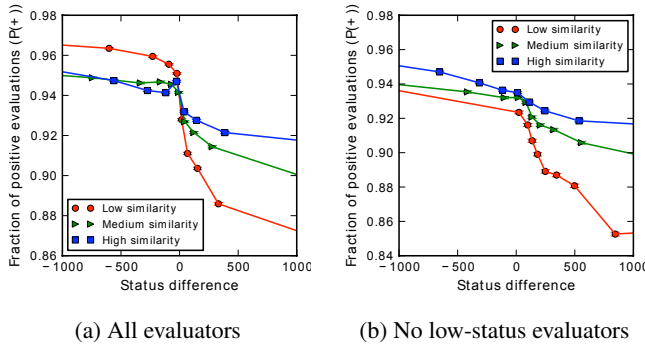 Fraction of positive evaluations (P(+))
0.98
0.96
0.94
0.92
0.90
0.88
0.86
−1000
−500
0
500
1000
Status difference
Low similarity
Medium similarity
High similarity
(a) All evaluators
Fraction of positive evaluations (P(+))
0.98
0.96
0.94
0.92
0.90
0.88
0.86
0.84
−1000
−500
0
500
1000
Status difference
Low similarity
Medium similarity
High similarity
(b) No low-status evaluators